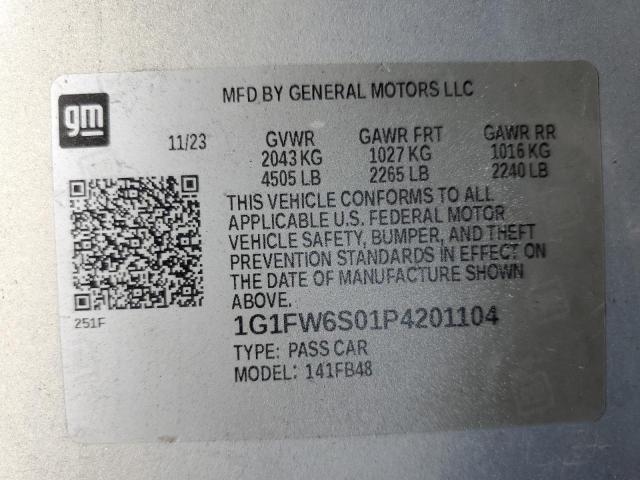 gm
MFD BY GENERAL MOTORS LLC
11/23 GVWR GAWR FRT GAWR RR
2043 KG 1027 KG 1016 KG
4505 LB 2265 LB 2240 LB
THIS VEHICLE CONFORMS TO ALL
APPLICABLE U.S. FEDERAL MOTOR
VEHICLE SAFETY, BUMPER, AND THEFT
PREVENTION STANDARDS IN EFFECT ON
THE DATE OF MANUFACTURE SHOWN
ABOVE.
251F
1G1FW6S01P4201104
TYPE: PASS CAR
MODEL: 141FB48